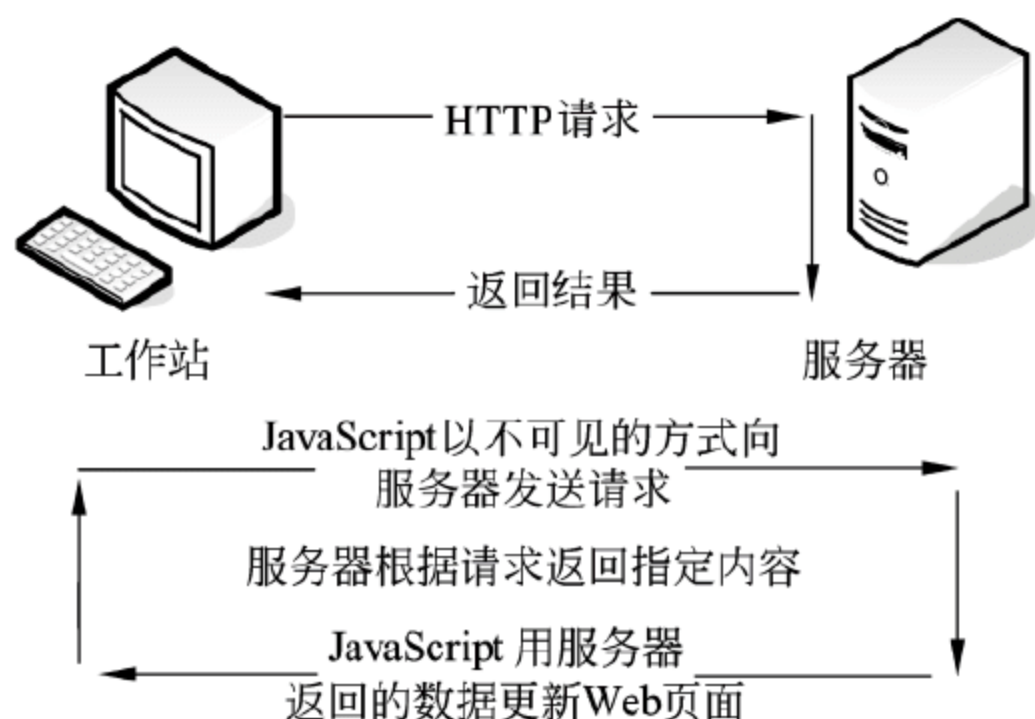 HTTP请求
返回结果
工作站
服务器
JavaScript以不可见的方式向
服务器发送请求
服务器根据请求返回指定内容
JavaScript 用服务器
返回的数据更新Web页面